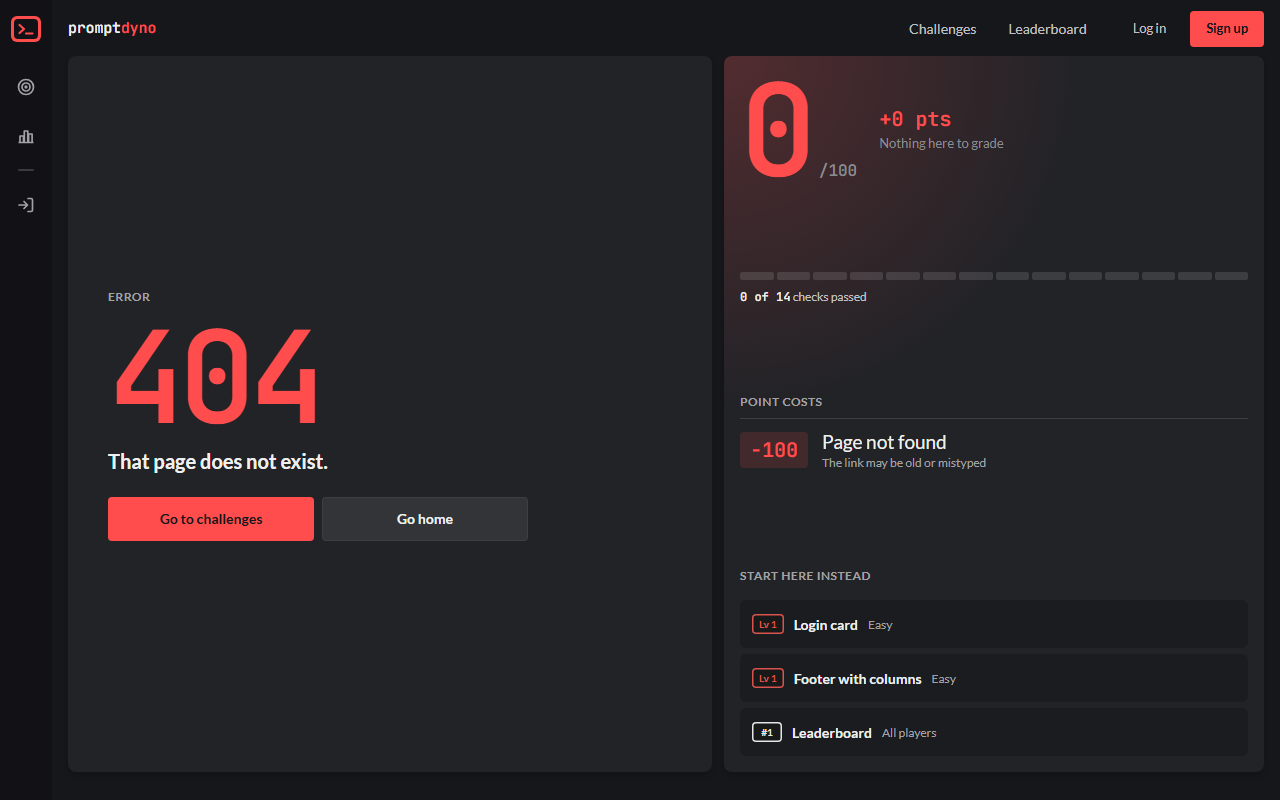 promptdyno
Challenges
Leaderboard
Log in
Sign up
ERROR
404
That page does not exist.
Go to challenges
Go home
0 /100
+0 pts
Nothing here to grade
0 of 14 checks passed
POINT COSTS
-100
Page not found
The link may be old or mistyped
START HERE INSTEAD
Lv 1 Login card Easy
Lv 1 Footer with columns Easy
#1 Leaderboard All players